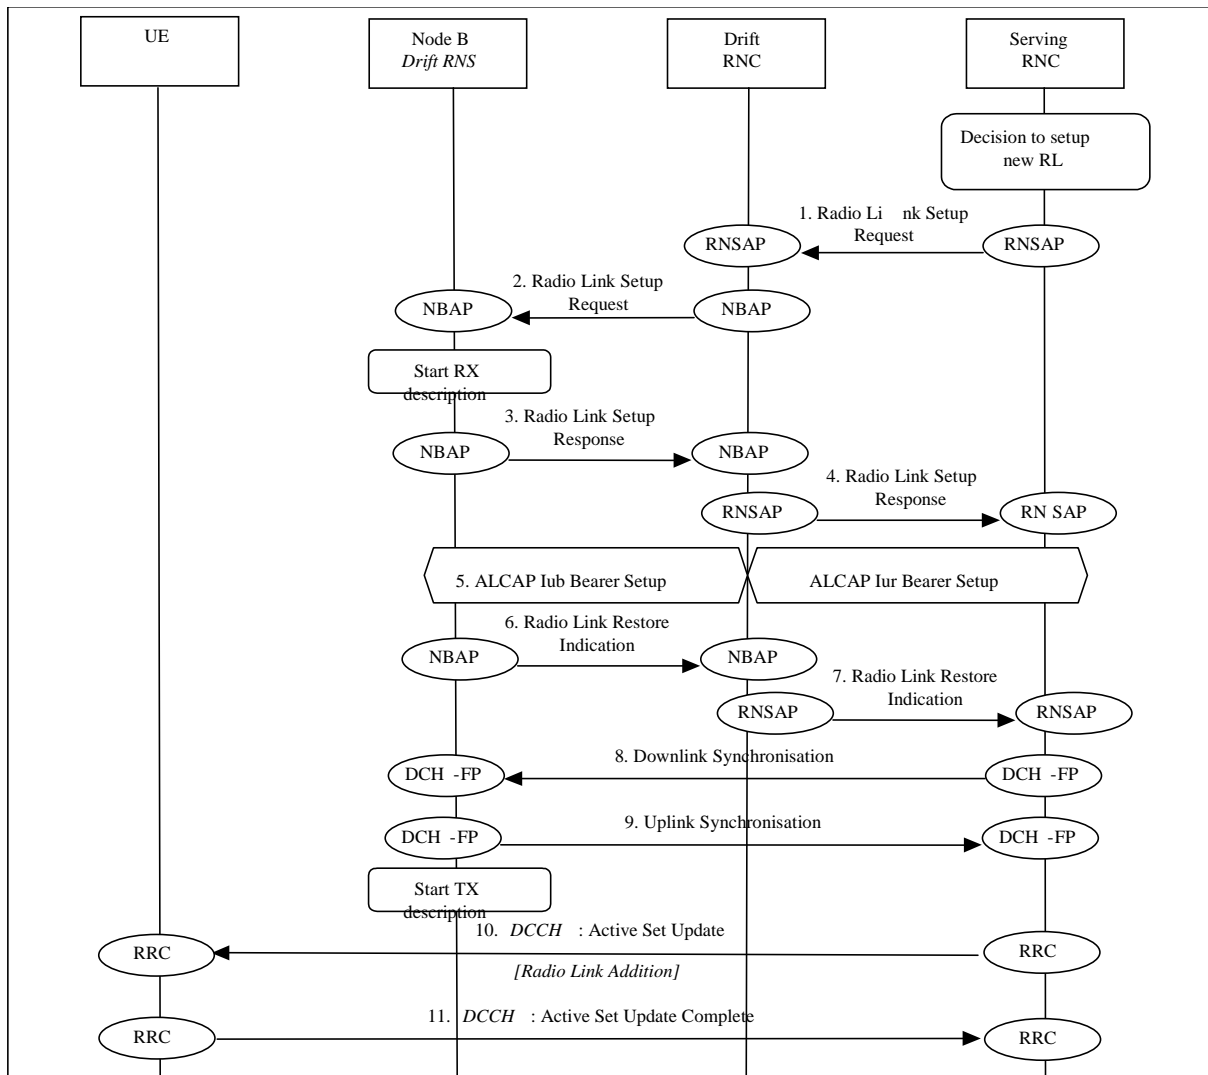 UE
Node B
Drift RNS
Drift
RNC
Serving
RNC
Decision to setup
new RL
1. Radio Li nk Setup
Request
RNSAP
RNSAP
2. Radio Link Setup
Request
NBAP
NBAP
Start RX
description
3. Radio Link Setup
Response
NBAP
NBAP
4. Radio Link Setup
Response
RNSAP
RN SAP
5. ALCAP Iub Bearer Setup
ALCAP Iur Bearer Setup
6. Radio Link Restore
Indication
NBAP
NBAP
7. Radio Link Restore
Indication
RNSAP
RNSAP
8. Downlink Synchronisation
DCH -FP
DCH -FP
9. Uplink Synchronisation
DCH -FP
DCH -FP
Start TX
description
10. DCCH : Active Set Update
RRC
RRC
[Radio Link Addition]
11. DCCH : Active Set Update Complete
RRC
RRC